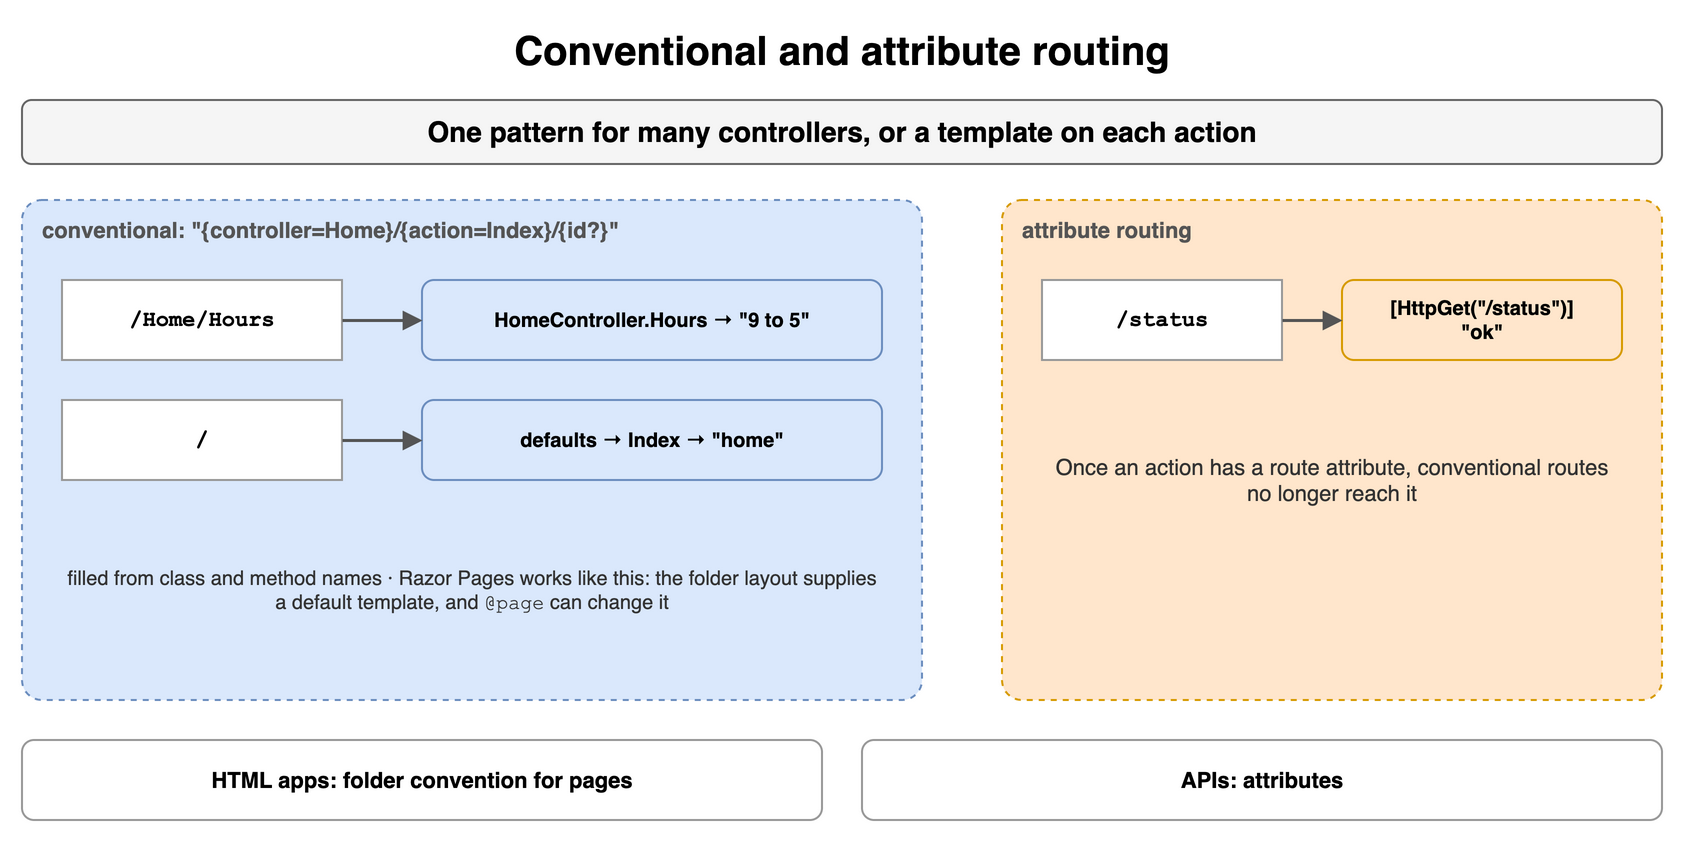 Conventional and attribute routing
One pattern for many controllers, or a template on each action
conventional: "{controller=Home}/{action=Index}/{id?}"
/Home/Hours
HomeController.Hours → "9 to 5"
/
defaults → Index → "home"
filled from class and method names · Razor Pages works like this: the folder layout supplies
a default template, and @page can change it
attribute routing
/status
[HttpGet("/status")]
"ok"
Once an action has a route attribute, conventional routes
no longer reach it
HTML apps: folder convention for pages
APIs: attributes